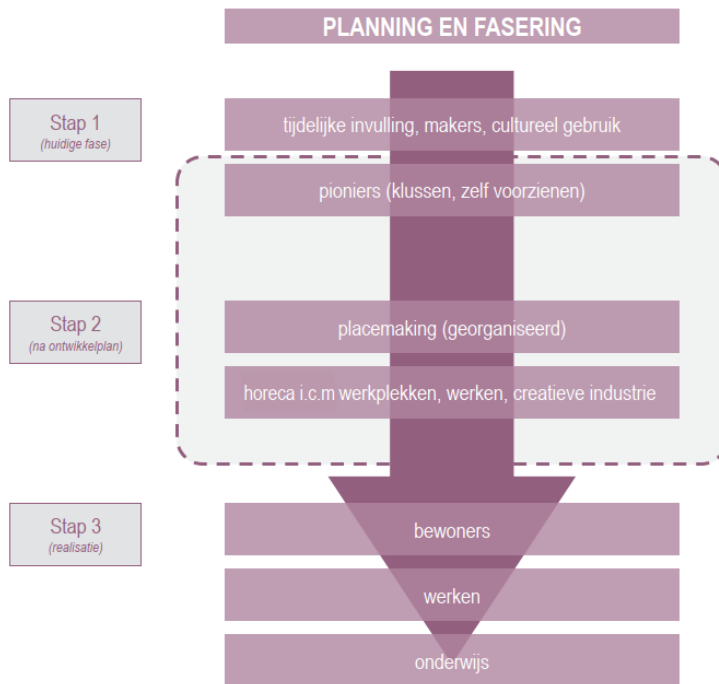 PLANNING EN FASERING
Stap 1
(huidige fase)
tijdelijke invulling, makers, cultureel gebruik
pioniers (klussen, zelf voorzienen)
Stap 2
(na ontwikkelplan)
placemaking (georganiseerd)
horeca i.c.m werkplekken, werken, creatieve industrie
Stap 3
(realisatie)
bewoners
werken
onderwijs